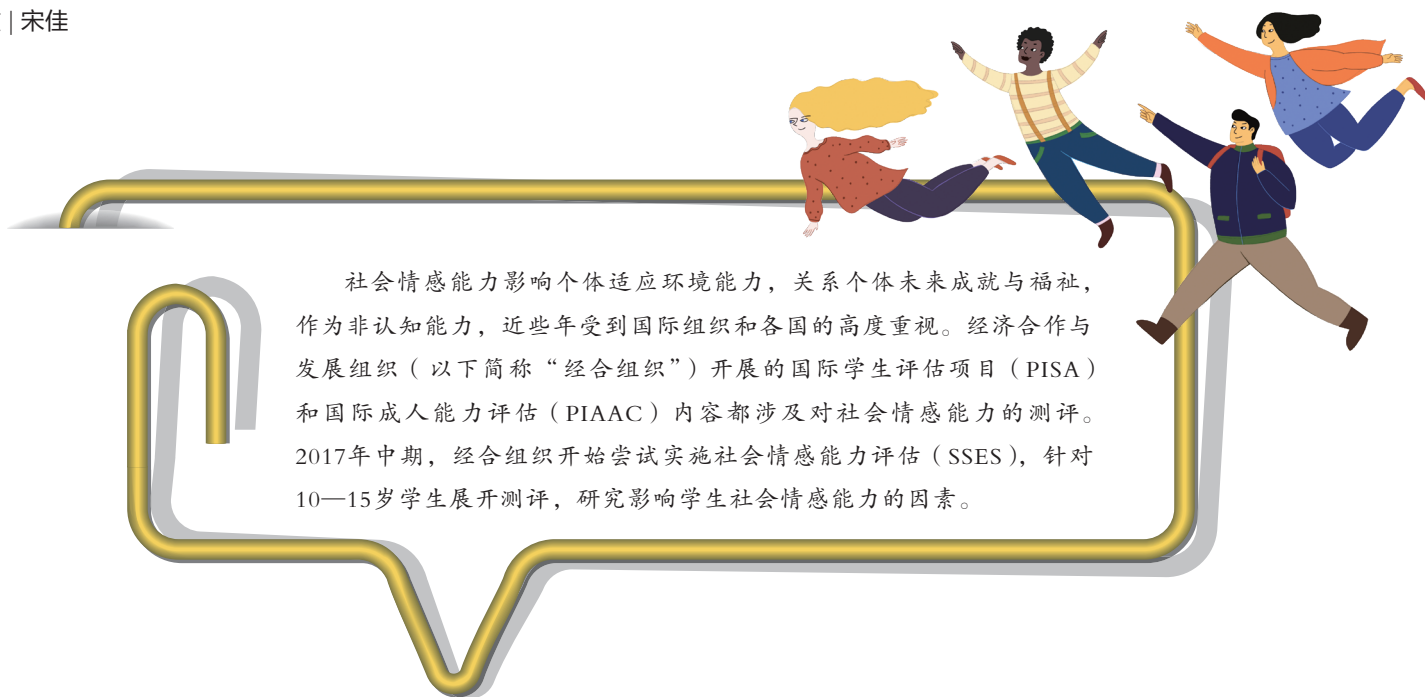 | 宋佳
社会情感能力影响个体适应环境能力，关系个体未来成就与福祉，
作为非认知能力，近些年受到国际组织和各国的高度重视。经济合作与
发展组织（以下简称“经合组织”）开展的国际学生评估项目（PISA）
和国际成人能力评估（PIAAC）内容都涉及对社会情感能力的测评。
2017年中期，经合组织开始尝试实施社会情感能力评估（SSES），针对
10—15岁学生展开测评，研究影响学生社会情感能力的因素。